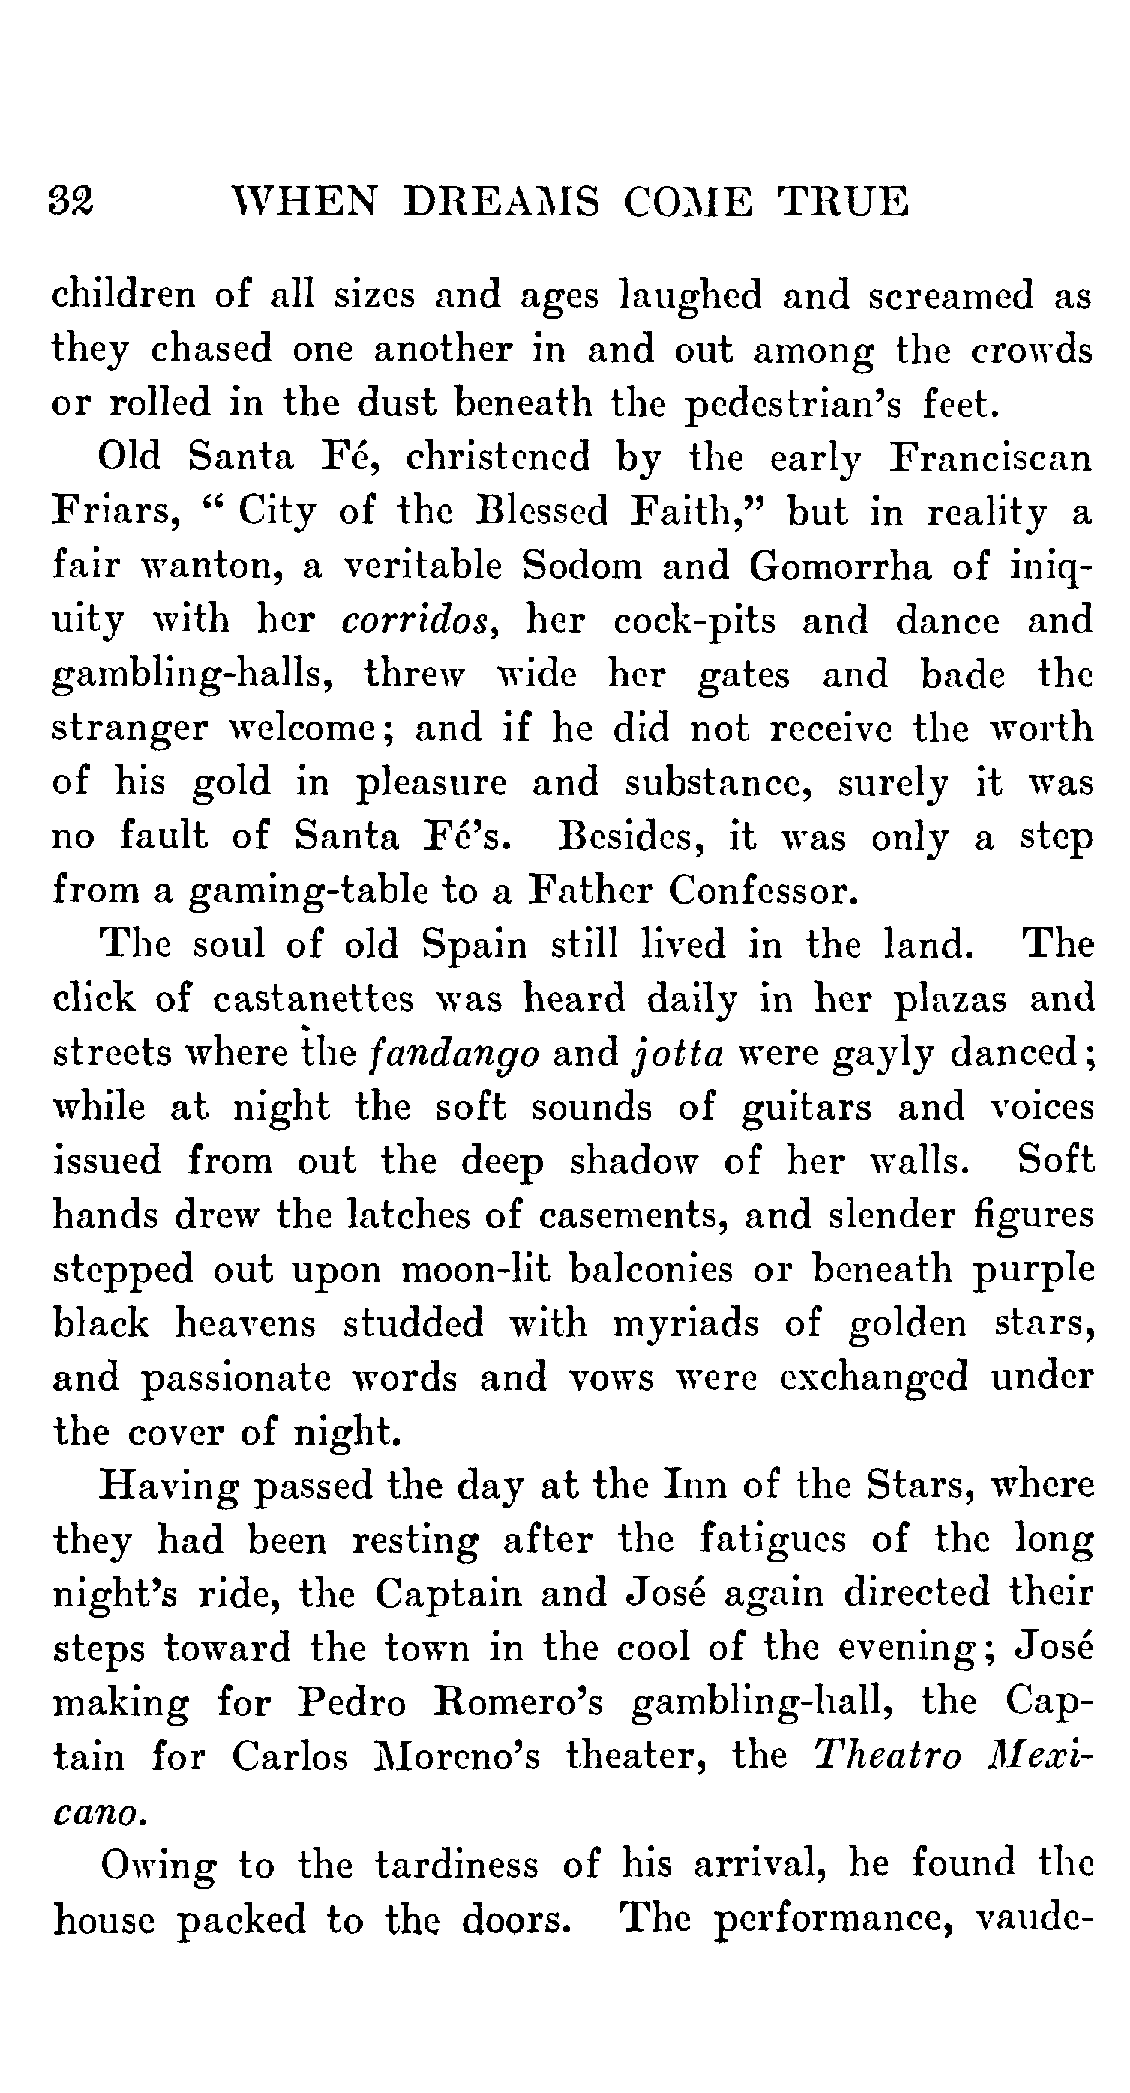 32 WHEN DREAMS COME TRUE
children of all sizes and ages laughed and screamed as
they chased one another in and out among the crowds
or rolled in the dust beneath the pedestrian's feet.
Old Santa Fé, christened by the early Franciscan
Friars, “ City of the Blessed Faith,” but in reality a
fair wanton, a veritable Sodom and Gomorrha of iniq-
uity with her corridos, her cock-pits and dance and
gambling-halls, threw wide her gates and bade the
stranger welcome; and if he did not receive the worth
of his gold in pleasure and substance, surely it was
no fault of Santa Fé's. Besides, it was only a step
from a gaming-table to a Father Confessor.
The soul of old Spain still lived in the land. The
click of castanettes was heard daily in her plazas and
streets where the fandango and jotta were gayly danced;
while at night the soft sounds of guitars and voices
issued from out the deep shadow of her walls. Soft
hands drew the latches of casements, and slender figures
stepped out upon moon-lit balconies or beneath purple
black heavens studded with myriads of golden stars,
and passionate words and vows were exchanged under
the cover of night.
Having passed the day at the Inn of the Stars, where
they had been resting after the fatigues of the long
night's ride, the Captain and José again directed their
steps toward the town in the cool of the evening; José
making for Pedro Romero's gambling-hall, the Cap-
tain for Carlos Moreno's theater, the Theatro Mexi-
cano.
Owing to the tardiness of his arrival, he found the
house packed to the doors. The performance, vaude-